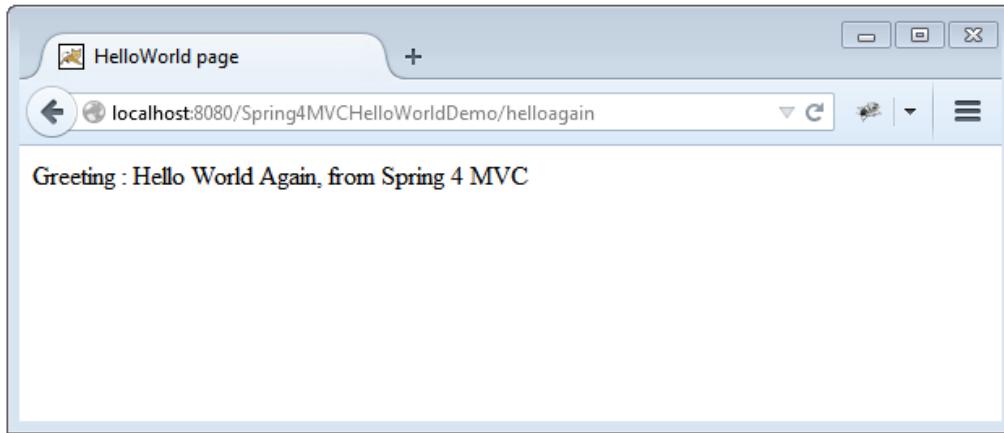 HelloWorld page
localhost:8080/Spring4MVCHelloWorldDemo/helloagain
Greeting : Hello World Again, from Spring 4 MVC